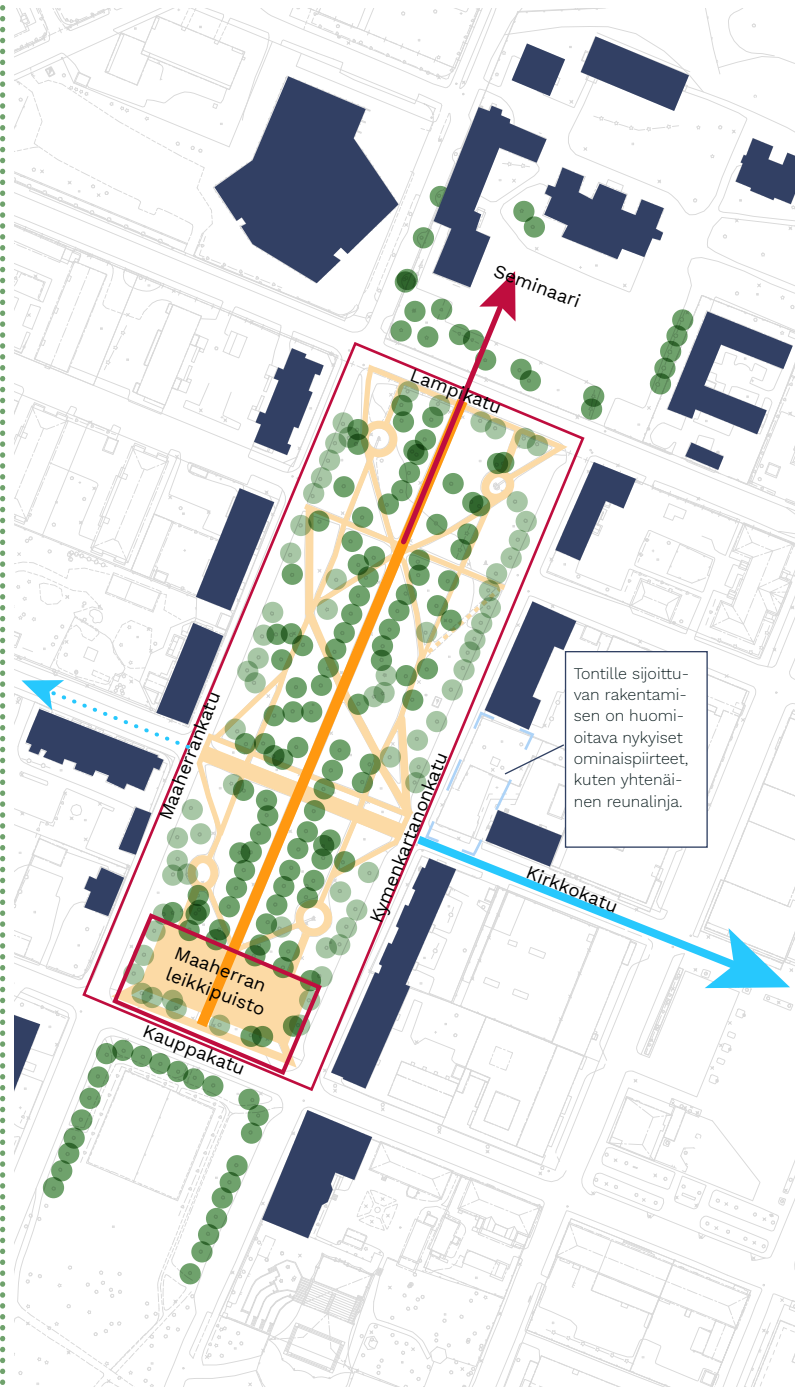 Seminaari
Lampikatu
Maaherrankatu
Tontille sijoittu-
van rakentami-
sen on huomi-
oitava nykyiset
ominaispiirteet,
kuten yhtenäi-
nen reunalinja.
Kymenkartanonkatu
Kirkkokatu
Maaherran
leikkipuisto
Kauppakatu